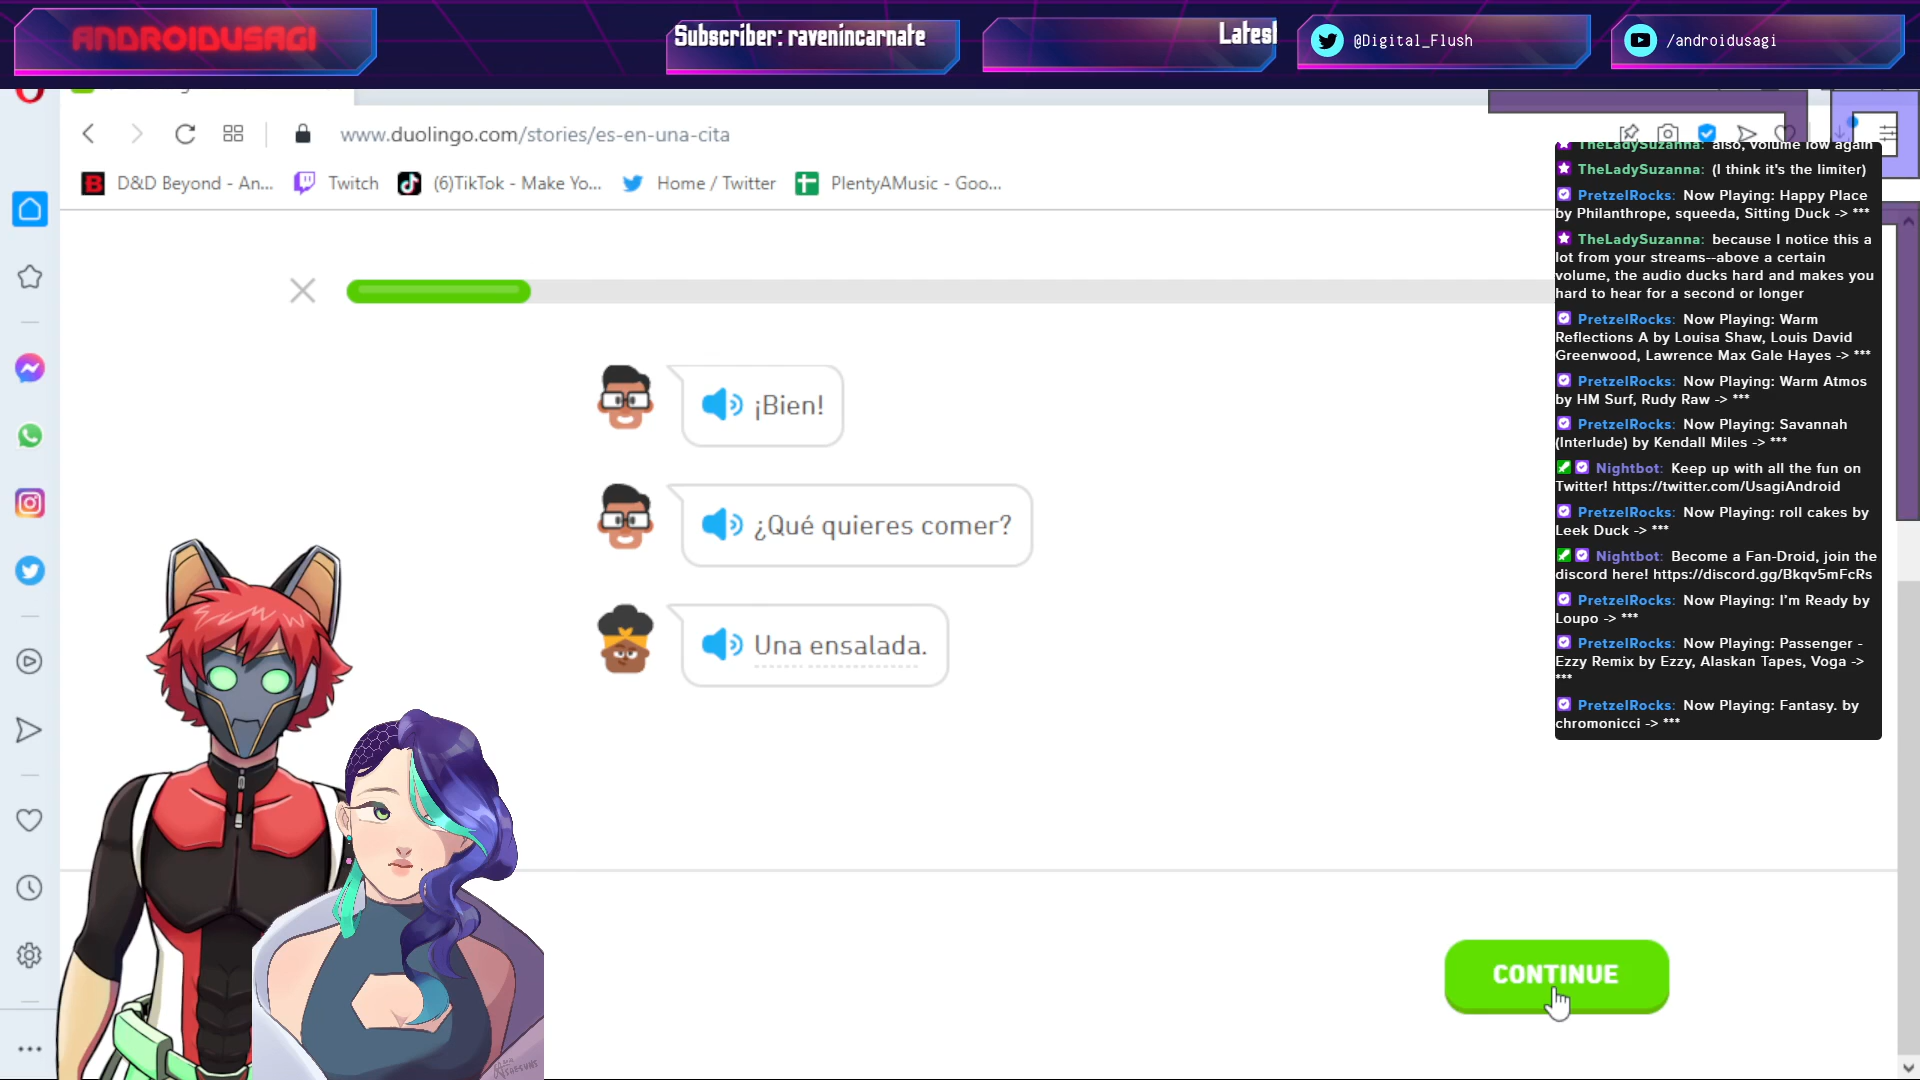 ANDROIDUSAGI
Subscriber: ravenincarnate
Latest
@Digital_Flush
/androidusagi
www.duolingo.com/stories/es-en-una-cita
D&D Beyond - An...
Twitch
(6)TikTok - Make Yo...
Home / Twitter
PlentyAMusic - Goo...
¡Bien!
¿Qué quieres comer?
Una ensalada.
CONTINUE
TheLadySuzanna: also, volume low again
TheLadySuzanna: (I think it's the limiter)
PretzelRocks: Now Playing: Happy Place
by Philanthrope, squeeda, Sitting Duck -> ***
TheLadySuzanna: because I notice this a
lot from your streams--above a certain
volume, the audio ducks hard and makes you
hard to hear for a second or longer
PretzelRocks: Now Playing: Warm
Reflections A by Louisa Shaw, Louis David
Greenwood, Lawrence Max Gale Hayes -> ***
PretzelRocks: Now Playing: Warm Atmos
by HM Surf, Rudy Raw -> ***
PretzelRocks: Now Playing: Savannah
(Interlude) by Kendall Miles -> ***
Nightbot: Keep up with all the fun on
Twitter! https://twitter.com/UsagiAndroid
PretzelRocks: Now Playing: roll cakes by
Leek Duck -> ***
Nightbot: Become a Fan-Droid, join the
discord here! https://discord.gg/Bkqv5mFcRs
PretzelRocks: Now Playing: I'm Ready by
Loupo -> ***
PretzelRocks: Now Playing: Passenger -
Ezzy Remix by Ezzy, Alaskan Tapes, Voga ->
***
PretzelRocks: Now Playing: Fantasy. by
chromonicci -> ***